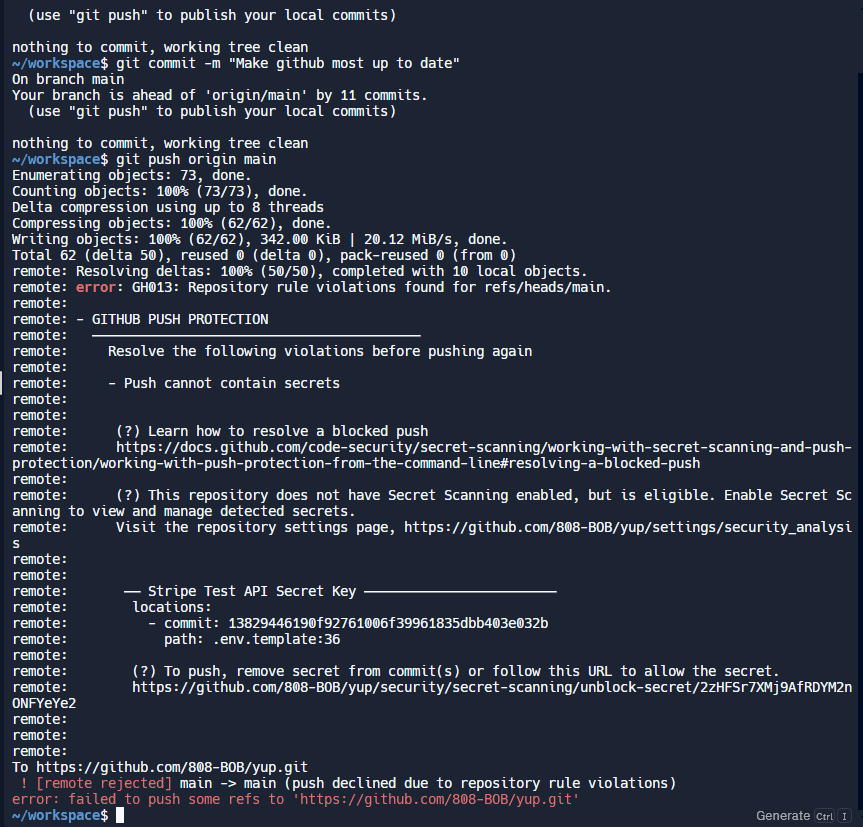 (use "git push" to publish your local commits)
nothing to commit, working tree clean
~/workspace$ git commit -m "Make github most up to date"
On branch main
Your branch is ahead of 'origin/main' by 11 commits.
(use "git push" to publish your local commits)
nothing to commit, working tree clean
~/workspace$ git push origin main
Enumerating objects: 73, done.
Counting objects: 100% (73/73), done.
Delta compression using up to 8 threads
Compressing objects: 100% (62/62), done.
Writing objects: 100% (62/62), 342.00 KiB | 20.12 MiB/s, done.
Total 62 (delta 50), reused 0 (delta 0), pack-reused 0 (from 0)
remote: Resolving deltas: 100% (50/50), completed with 10 local objects.
remote: error: GH013: Repository rule violations found for refs/heads/main.
remote:
remote: - GITHUB PUSH PROTECTION
remote: —————————————————————————————————————————
remote: Resolve the following violations before pushing again
remote:
remote: - Push cannot contain secrets
remote:
remote:
remote: (?) Learn how to resolve a blocked push
remote: https://docs.github.com/code-security/secret-scanning/working-with-secret-scanning-and-push-
protection/working-with-push-protection-from-the-command-line#resolving-a-blocked-push
remote:
remote: (?) This repository does not have Secret Scanning enabled, but is eligible. Enable Secret Sc
anning to view and manage detected secrets.
remote: Visit the repository settings page, https://github.com/808-BOB/yup/settings/security_analysi
s
remote:
remote:
remote: —— Stripe Test API Secret Key ————————————————————————
remote: locations:
remote: - commit: 13829446190f92761006f39961835dbb403e032b
remote: path: .env.template:36
remote:
remote: (?) To push, remove secret from commit(s) or follow this URL to allow the secret.
remote: https://github.com/808-BOB/yup/security/secret-scanning/unblock-secret/2zHFSr7XMj9AfRDYM2n
ONFYeYe2
remote:
remote:
remote:
To https://github.com/808-BOB/yup.git
! [remote rejected] main -> main (push declined due to repository rule violations)
error: failed to push some refs to 'https://github.com/808-BOB/yup.git'
~/workspace$
Generate Ctrl I